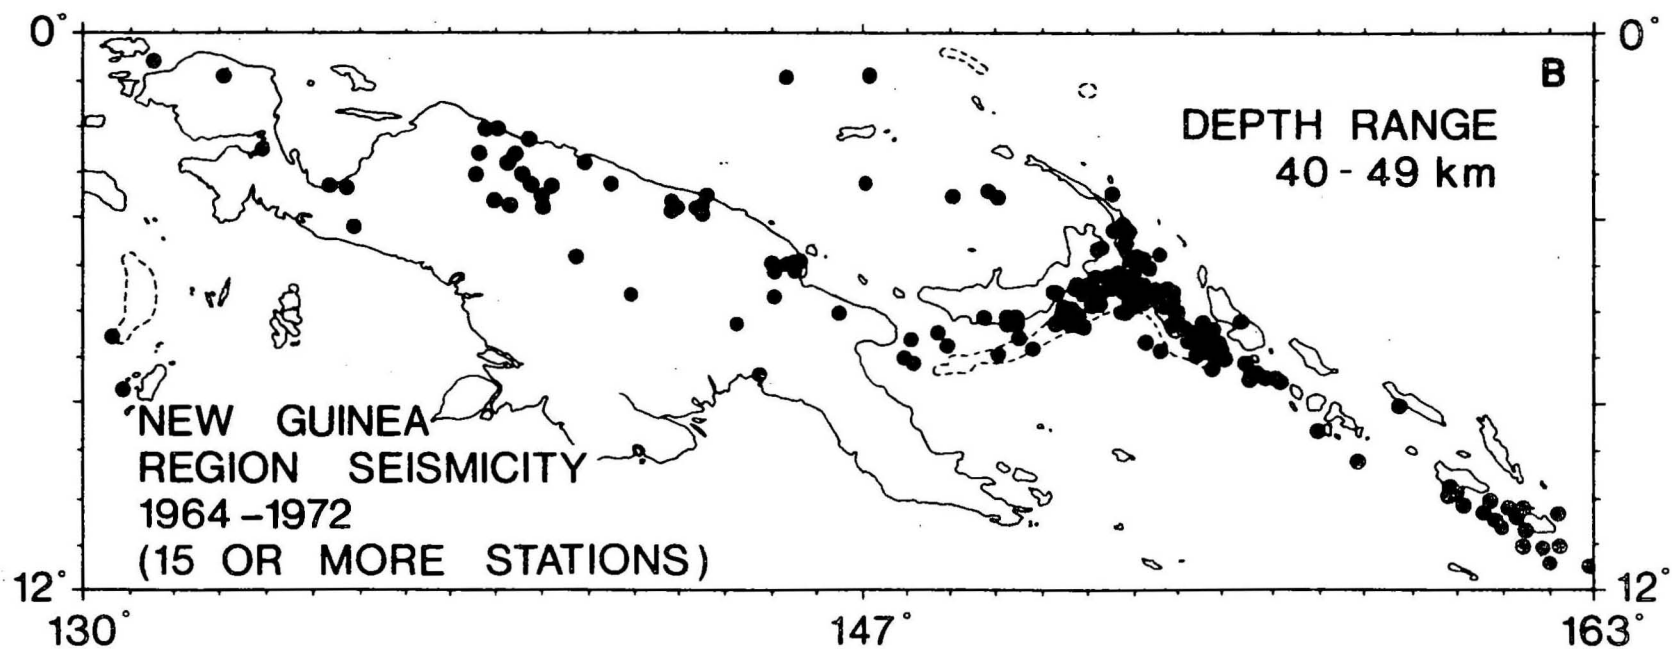 0° 0°
B
DEPTH RANGE
40 - 49 km
NEW GUINEA
REGION SEISMICITY
1964 - 1972
(15 OR MORE STATIONS)
12° 12°
130° 147° 163°